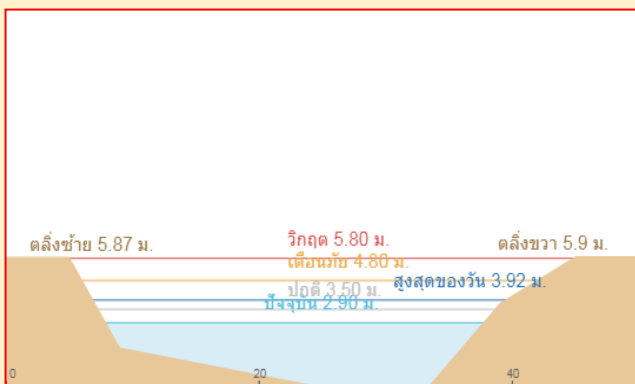 วิกฤต 5.80 ม.
ตลิ่งซ้าย 5.87 ม.
ตลิ่งขวา 5.9 ม.
เตือนภัย 4.80 ม.
สูงสุดของวัน 3.92 ม.
ปกติ 3.50 ม.
ปัจจุบัน 2.90 ม.
0
20
40